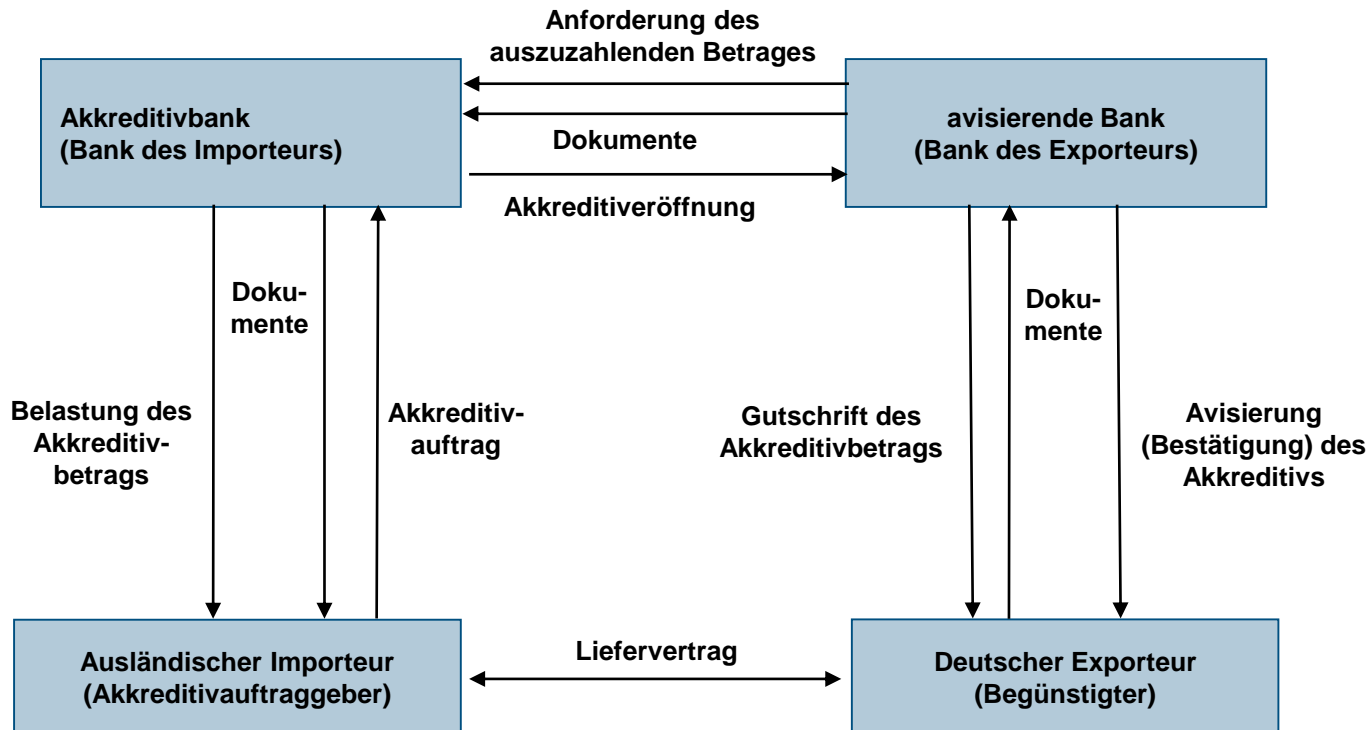 Anforderung des
auszuzahlenden Betrages
Akkreditivbank
(Bank des Importeurs)
avisierende Bank
(Bank des Exporteurs)
Dokumente
Akkreditiveröffnung
Doku-
mente
Doku-
mente
Belastung des
Akkreditiv-
betrags
Akkreditiv-
auftrag
Gutschrift des
Akkreditivbetrags
Avisierung
(Bestätigung) des
Akkreditivs
Ausländischer Importeur
(Akkreditivauftraggeber)
Liefervertrag
Deutscher Exporteur
(Begünstigter)